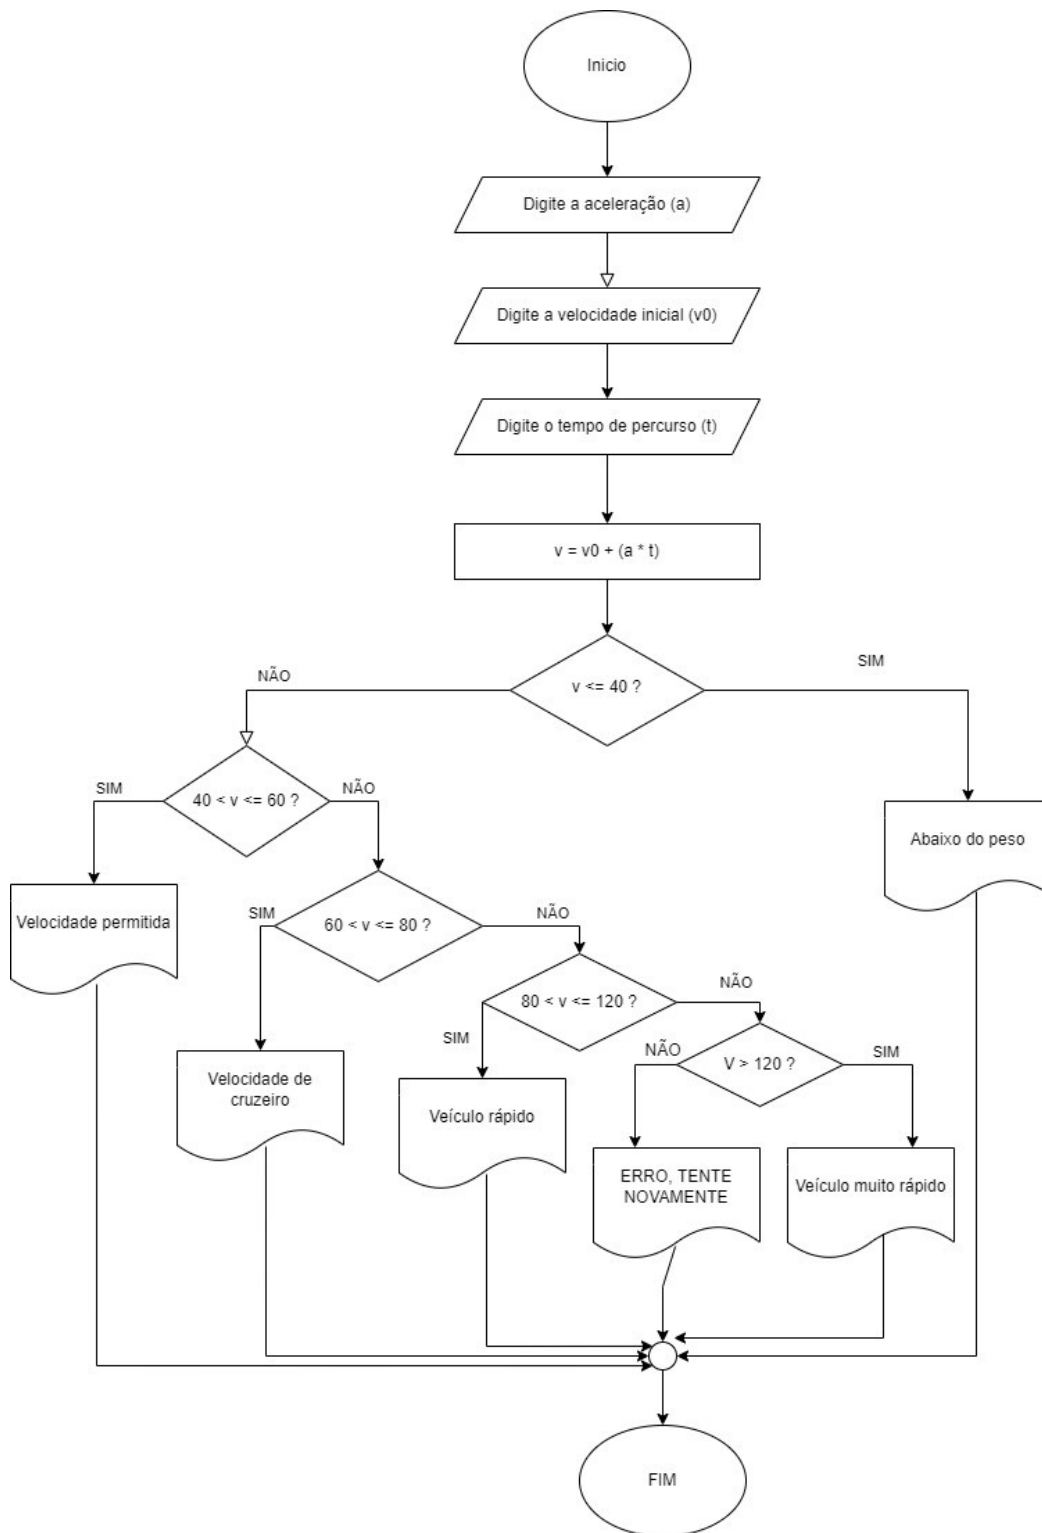 Inicio
Digite a aceleração (a)
Digite a velocidade inicial (v0)
Digite o tempo de percurso (t)
v = v0 + (a * t)
v <= 40 ?
NÃO
SIM
40 < v <= 60 ?
SIM
NÃO
Abaixo do peso
Velocidade permitida
60 < v <= 80 ?
SIM
NÃO
80 < v <= 120 ?
SIM
NÃO
V > 120 ?
NÃO
SIM
Velocidade de
cruzeiro
Veículo rápido
ERRO, TENTE
NOVAMENTE
Veículo muito rápido
FIM